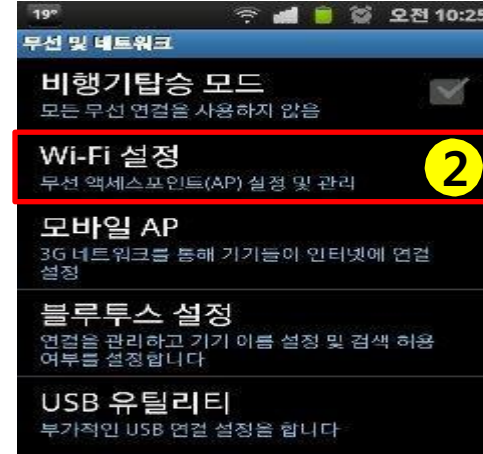 19° 오전 10:25
무선 및 네트워크
비행기탑승 모드
모든 무선 연결을 사용하지 않음
Wi-Fi 설정
무선 액세스포인트(AP) 설정 및 관리
2
모바일 AP
3G 네트워크를 통해 기기들이 인터넷에 연결
설정
블루투스 설정
연결을 관리하고 기기 이름 설정 및 검색 허용
여부를 설정합니다
USB 유틸리티
부가적인 USB 연결 설정을 합니다